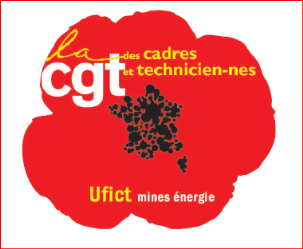 la des cadres
cgt et technicien-nes
Ufict mines énergie